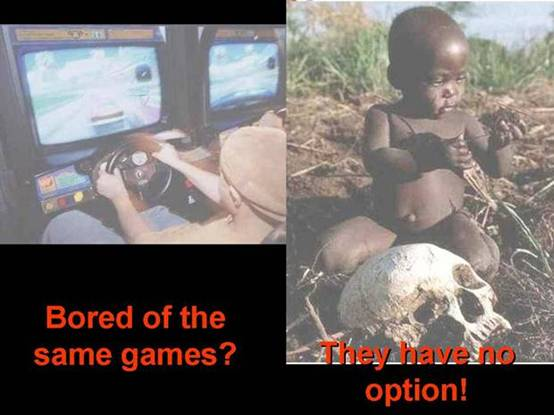 Bored of the
same games?
They have no
option!